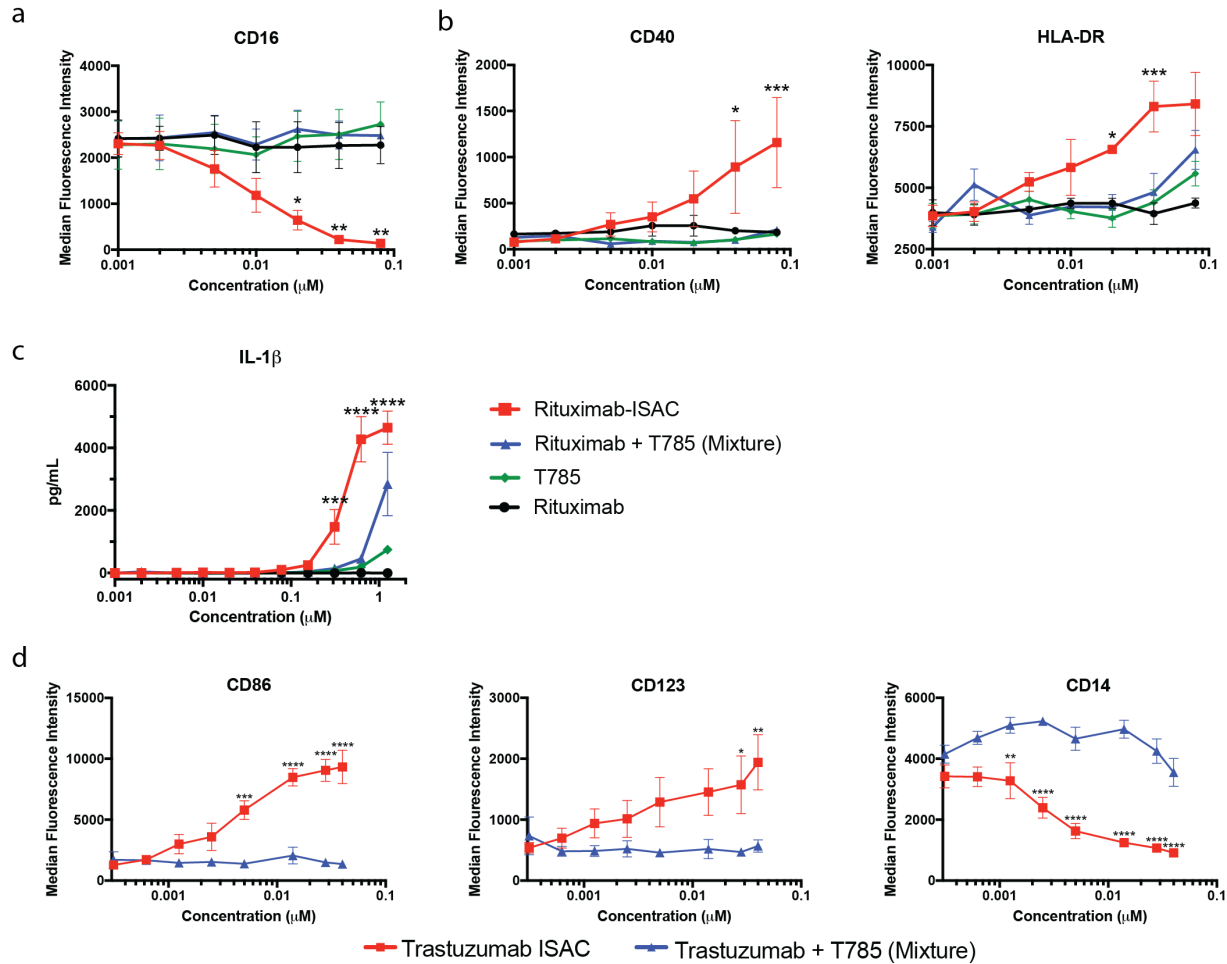 a
CD16
Median Fluorescence Intensity
4000
3000
2000
1000
0
0.001
0.01
0.1
Concentration (μM)
*
**
**
b
CD40
Median Fluorescence Intensity
2000
1500
1000
500
0
0.001
0.01
0.1
Concentration (μM)
*
***
HLA-DR
Median Fluorescence Intensity
10000
7500
5000
2500
0.001
0.01
0.1
Concentration (μM)
*
***
c
IL-1β
pg/mL
6000
4000
2000
0
0.001
0.01
0.1
1
Concentration (μM)
***
****
****
Rituximab-ISAC
Rituximab + T785 (Mixture)
T785
Rituximab
d
CD86
Median Flourescence Intensity
15000
10000
5000
0
0.001
0.01
0.1
Concentration (μM)
***
****
****
****
CD123
Median Flourescence Intensity
3000
2000
1000
0
0.001
0.01
0.1
Concentration (μM)
*
**
CD14
Median Flourescence Intensity
6000
4000
2000
0
0.001
0.01
0.1
Concentration (μM)
**
****
****
****
****
****
Trastuzumab ISAC
Trastuzumab + T785 (Mixture)